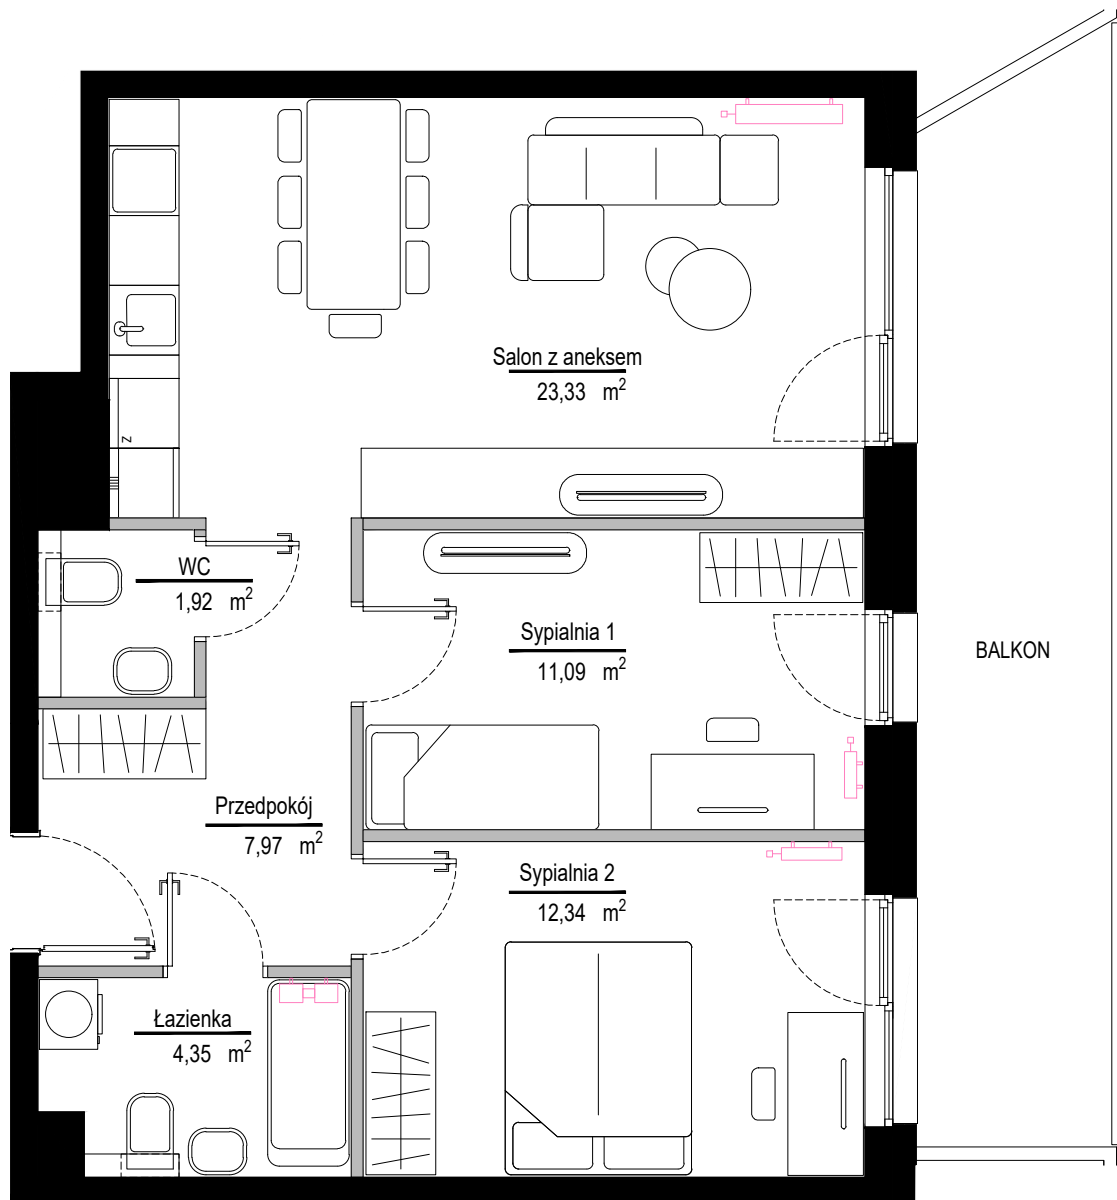 Salon z aneksem
23,33 m²
Z
WC
1,92 m²
Sypialnia 1
11,09 m²
BALKON
Przedpokój
7,97 m²
Sypialnia 2
12,34 m²
Łazienka
4,35 m²